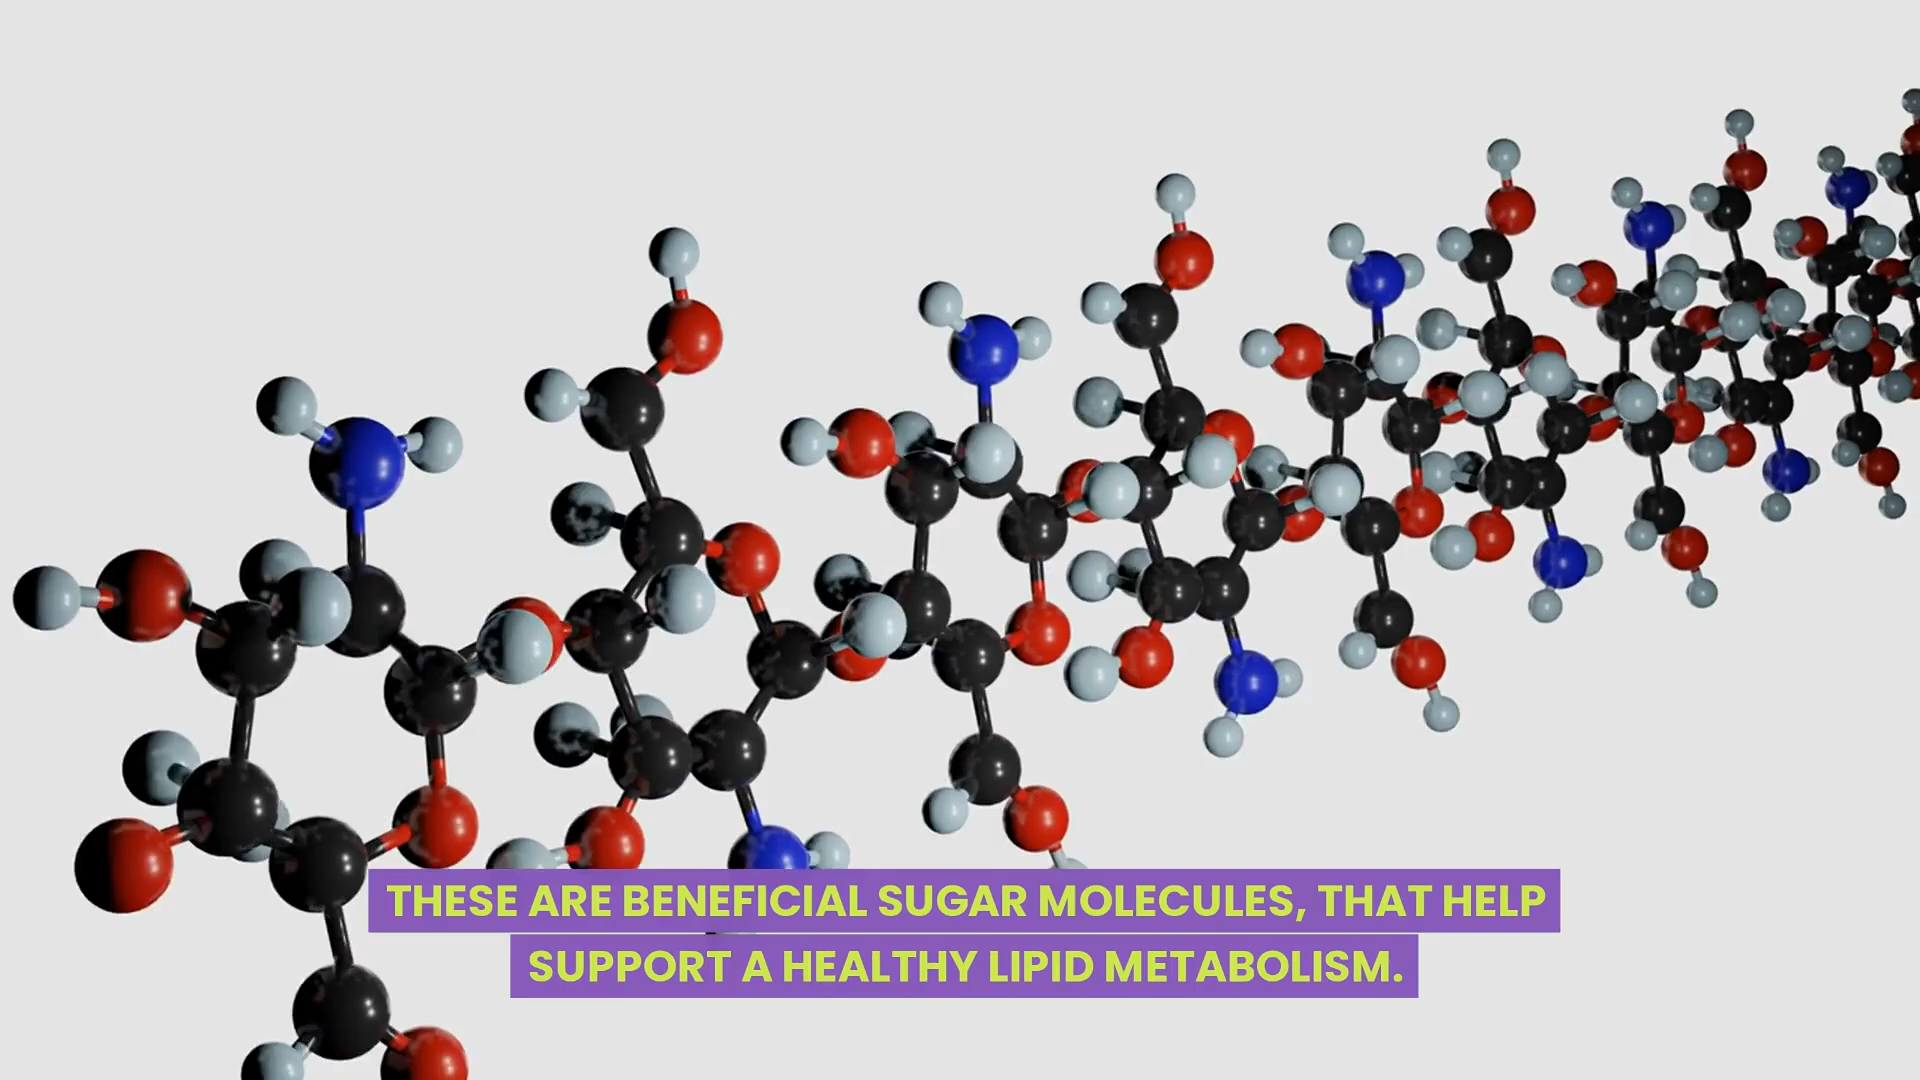 THESE ARE BENEFICIAL SUGAR MOLECULES, THAT HELP
SUPPORT A HEALTHY LIPID METABOLISM.